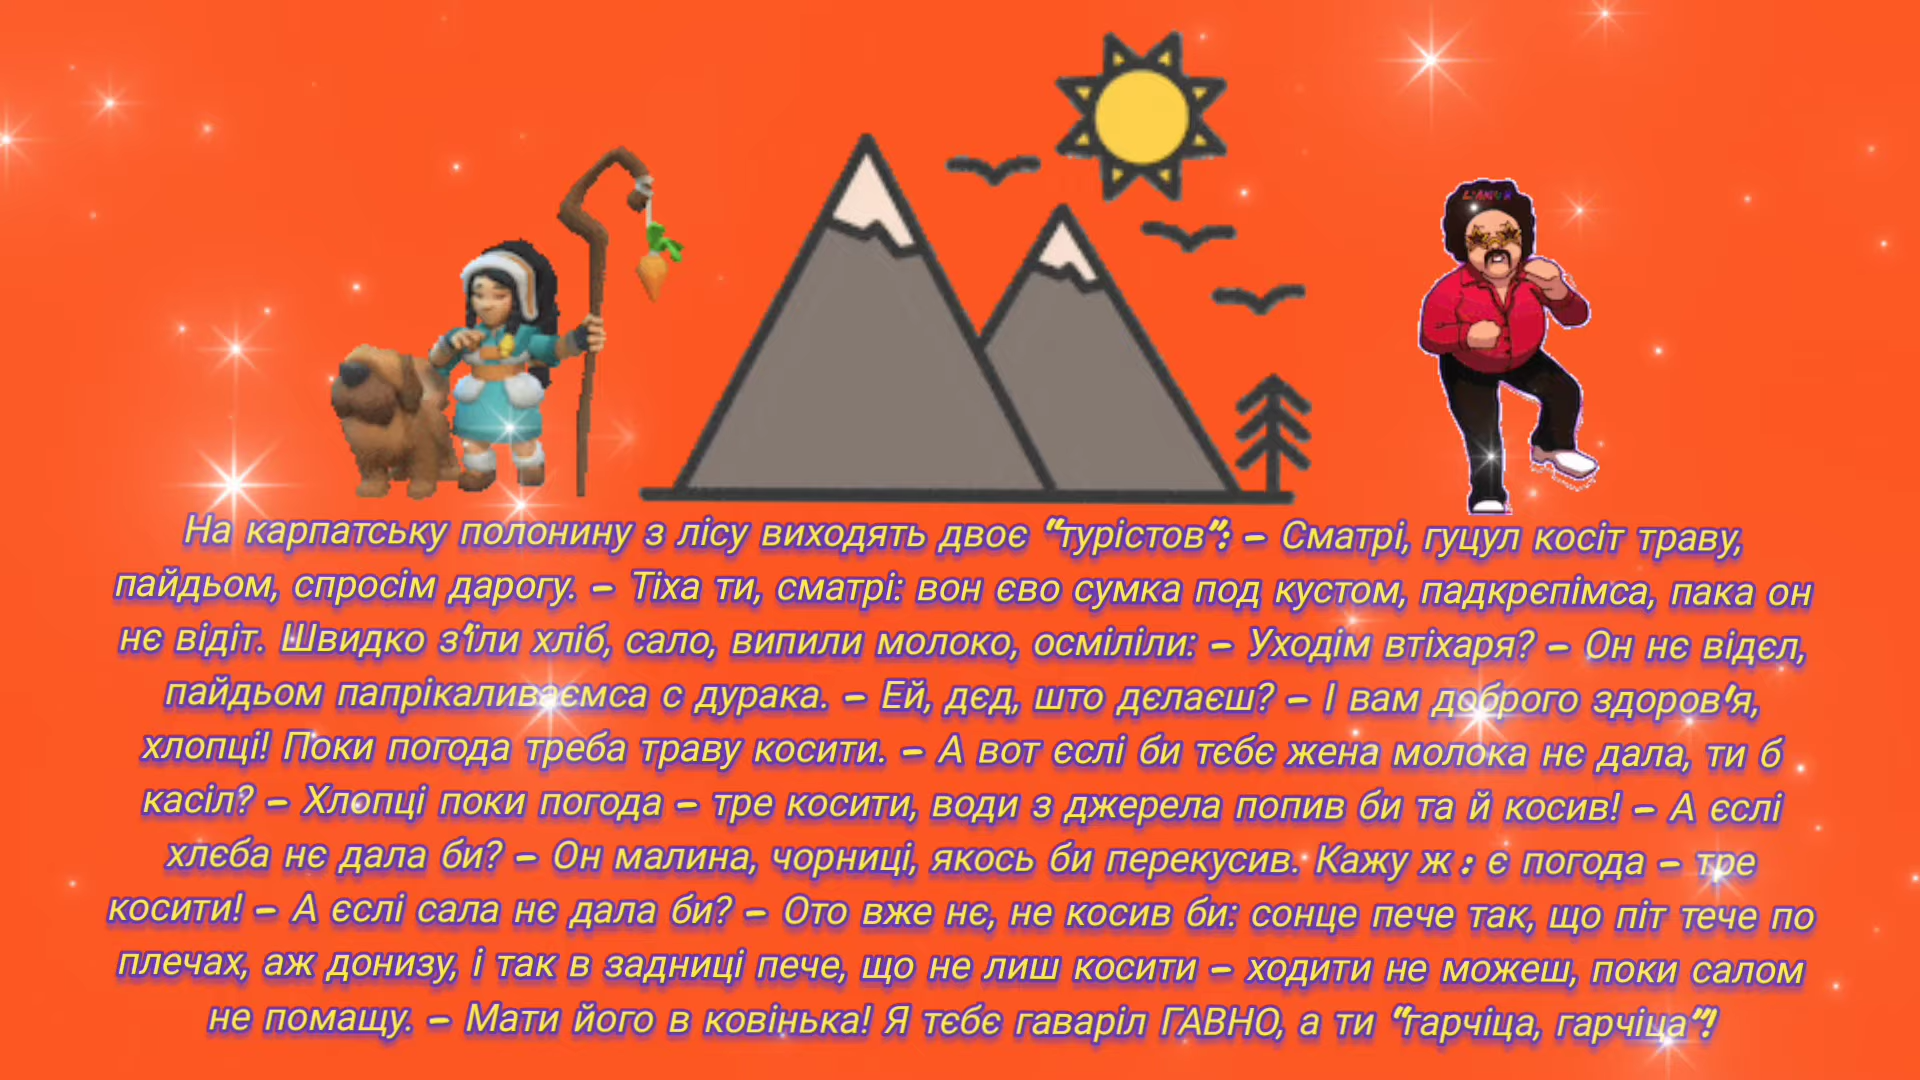 На карпатську полонину з лісу виходять двоє "турістов": – Сматрі, гуцул косіт траву,
пайдьом, спросім дарогу. – Тіха ти, сматрі: вон єво сумка под кустом, падкрєпімса, пака он
нє відіт. Швидко з'їли хліб, сало, випили молоко, осміліли: – Уходім втіхаря? – Он нє відєл,
пайдьом папрікаливаємса с дурака. – Ей, дєд, што дєлаєш? – І вам доброго здоров'я,
хлопці! Поки погода треба траву косити. – А вот єслі би тєбє жена молока нє дала, ти б
касіл? – Хлопці поки погода – тре косити, води з джерела попив би та й косив! – А єслі
хлєба нє дала би? – Он малина, чорниці, якось би перекусив. Кажу ж : є погода – тре
косити! – А єслі сала нє дала би? – Ото вже нє, не косив би: сонце пече так, що піт тече по
плечах, аж донизу, і так в задниці пече, що не лиш косити – ходити не можеш, поки салом
не помащу. – Мати його в ковінька! Я тєбє гаваріл ГАВНО, а ти "гарчіца, гарчіца"!